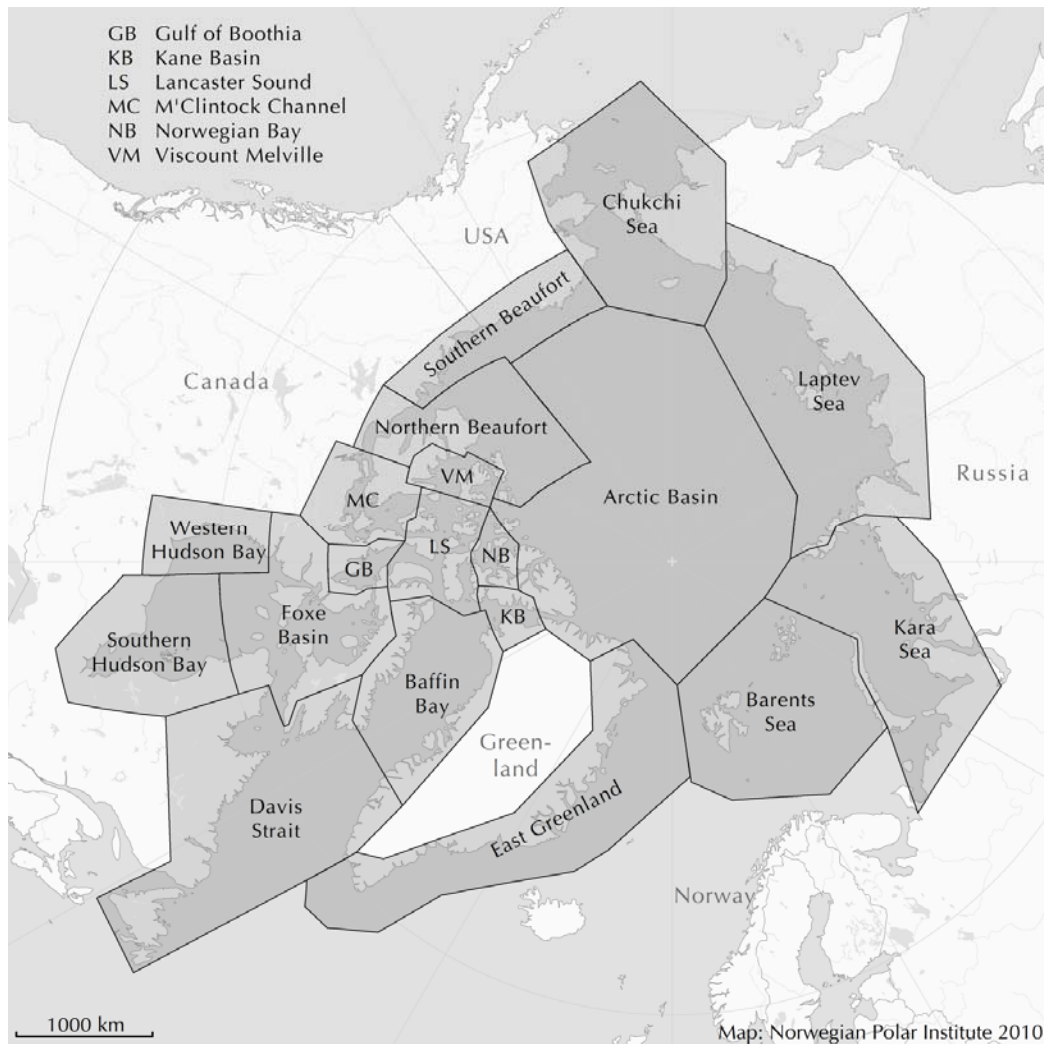 GB Gulf of Boothia
KB Kane Basin
LS Lancaster Sound
MC M'Clintock Channel
NB Norwegian Bay
VM Viscount Melville
Chukchi
Sea
USA
Southern Beaufort
Canada
Laptev
Sea
Northern Beaufort
Russia
VM
MC
Arctic Basin
Western
Hudson Bay
LS
NB
GB
Foxe
Basin
KB
Kara
Sea
Southern
Hudson Bay
Baffin
Bay
Barents
Sea
Green-
land
Davis
Strait
East Greenland
Norway
1000 km
Map: Norwegian Polar Institute 2010